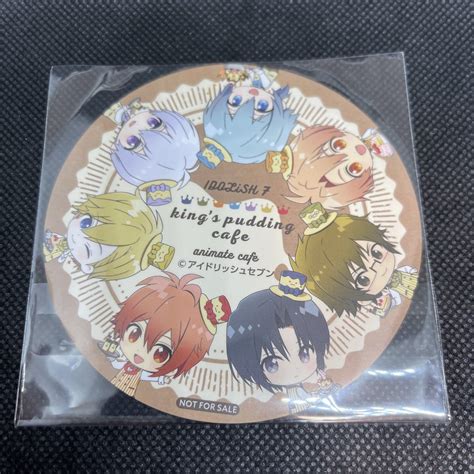 IDOLiSH 7
king's pudding
cafe
animate cafe
© アイドリッシュセブン
NOT FOR SALE